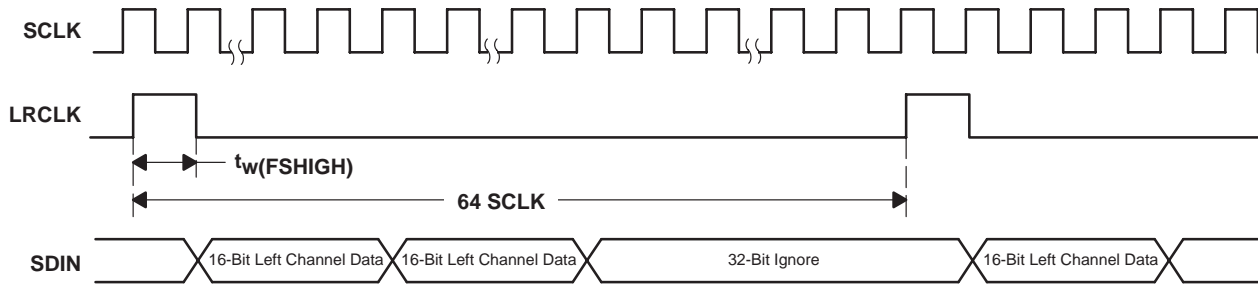 SCLK
LRCLK
tw(FSHIGH)
64 SCLK
SDIN
16-Bit Left Channel Data
16-Bit Left Channel Data
32-Bit Ignore
16-Bit Left Channel Data